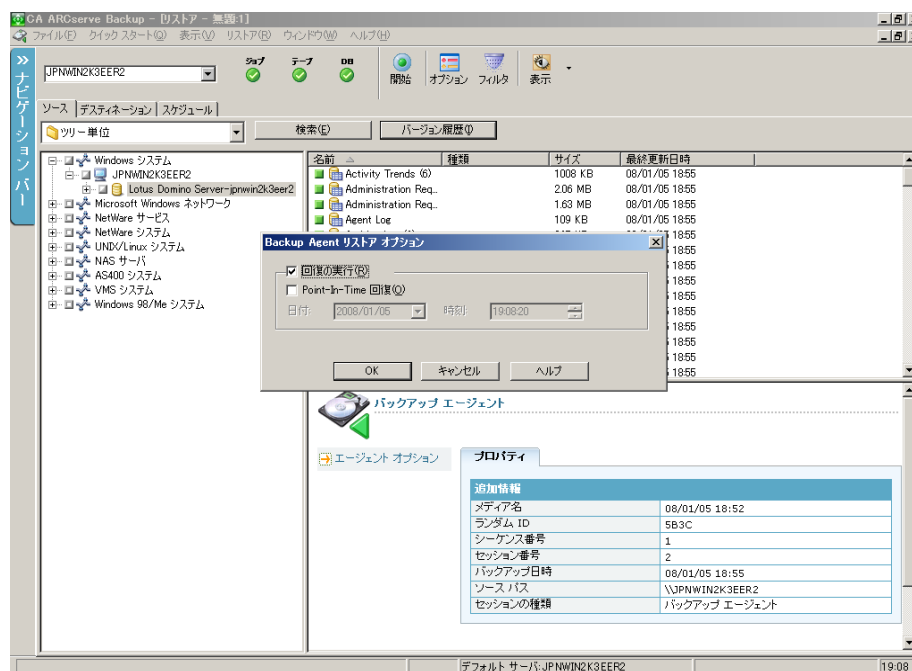 CA ARCserve Backup - [リストア - 無題:1]
ファイル(F) クイック スタート(Q) 表示(V) リストア(R) ウィンドウ(W) ヘルプ(H)
ジョブ テープ DB
JPNWIN2K3EER2
開始 オプション フィルタ 表示
ナビゲーション バー
ソース デスティネーション スケジュール
ツリー単位
検索(E)
バージョン履歴(I)
Windows システム
JPNWIN2K3EER2
Lotus Domino Server-jpnwin2k3eer2
Microsoft Windows ネットワーク
NetWare サービス
NetWare システム
UNIX/Linux システム
NAS サーバ
AS400 システム
VMS システム
Windows 98/Me システム
名前 種類 サイズ 最終更新日時
Activity Trends (6) 1008 KB 08/01/05 18:55
Administration Req... 2.06 MB 08/01/05 18:55
Administration Req... 1.63 MB 08/01/05 18:55
Agent Log 109 KB 08/01/05 18:55
18:55
18:55
18:55
18:55
18:55
18:55
18:55
18:55
18:55
Backup Agent リストア オプション
回復の実行(R)
Point-In-Time 回復(O)
日付: 2008/01/05 時刻: 19:08:20
OK キャンセル ヘルプ
バックアップ エージェント
エージェント オプション
プロパティ
追加情報
メディア名 08/01/05 18:52
ランダム ID 5B3C
シーケンス番号 1
セッション番号 2
バックアップ日時 08/01/05 18:55
ソース パス \\JPNWIN2K3EER2
セッションの種類 バックアップ エージェント
デフォルト サーバ:JPNWIN2K3EER2 19:08